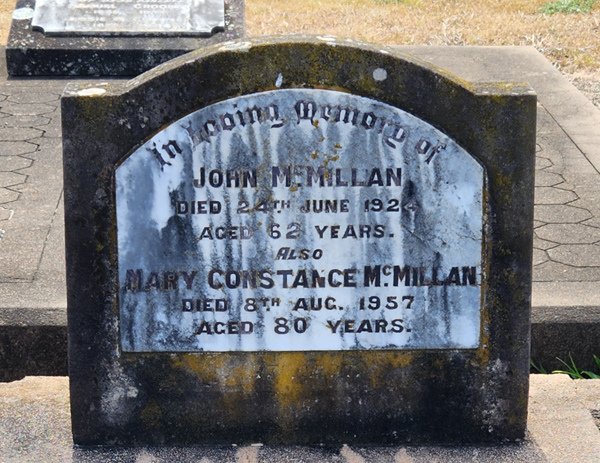 In Loving Memory of
JOHN McMILLAN
DIED 24TH JUNE 1924
AGED 62 YEARS.
ALSO
MARY CONSTANCE McMILLAN
DIED 8TH AUG. 1957
AGED 80 YEARS.